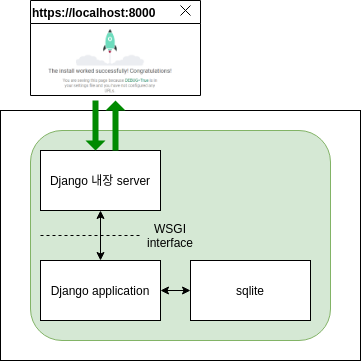 https://localhost:8000
The install worked successfully! Congratulations!
You are seeing this page because DEBUG=True is in
your settings file and you have not configured any
URLs.
Django 내장 server
WSGI
interface
Django application
sqlite